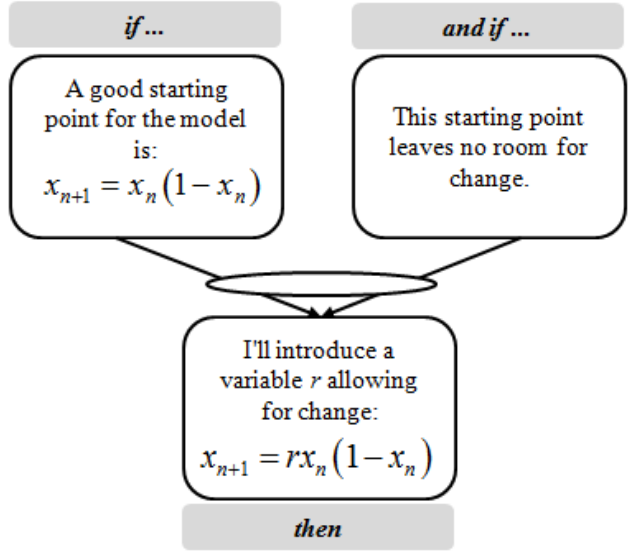 if ...
A good starting
point for the model
is:
x_{n+1} = x_n(1 − x_n)
and if ...
This starting point
leaves no room for
change.
I'll introduce a
variable r allowing
for change:
x_{n+1} = rx_n(1 − x_n)
then